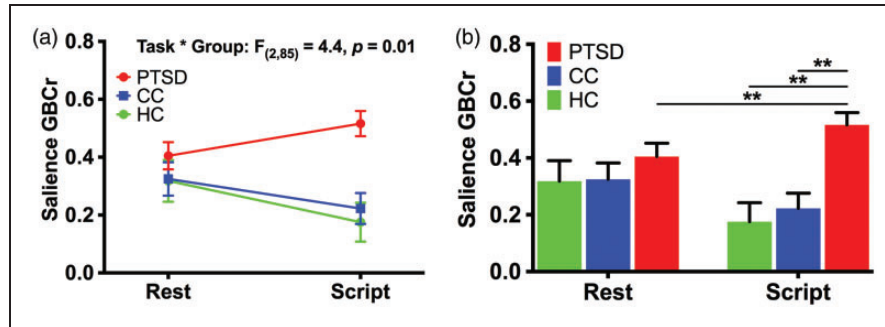 (a)
Task * Group: F(2,85) = 4.4, p = 0.01
PTSD
CC
HC
Salience GBCr
0.8
0.6
0.4
0.2
0.0
Rest Script
(b)
PTSD
CC
HC
**
**
**
Salience GBCr
0.8
0.6
0.4
0.2
0.0
Rest Script